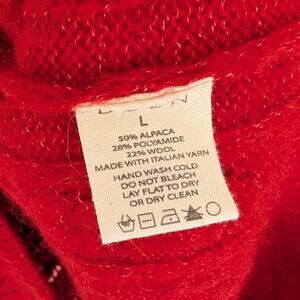 L
50% ALPACA
28% POLYAMIDE
22% WOOL
MADE WITH ITALIAN YARN
HAND WASH COLD
DO NOT BLEACH
LAY FLAT TO DRY
OR DRY CLEAN